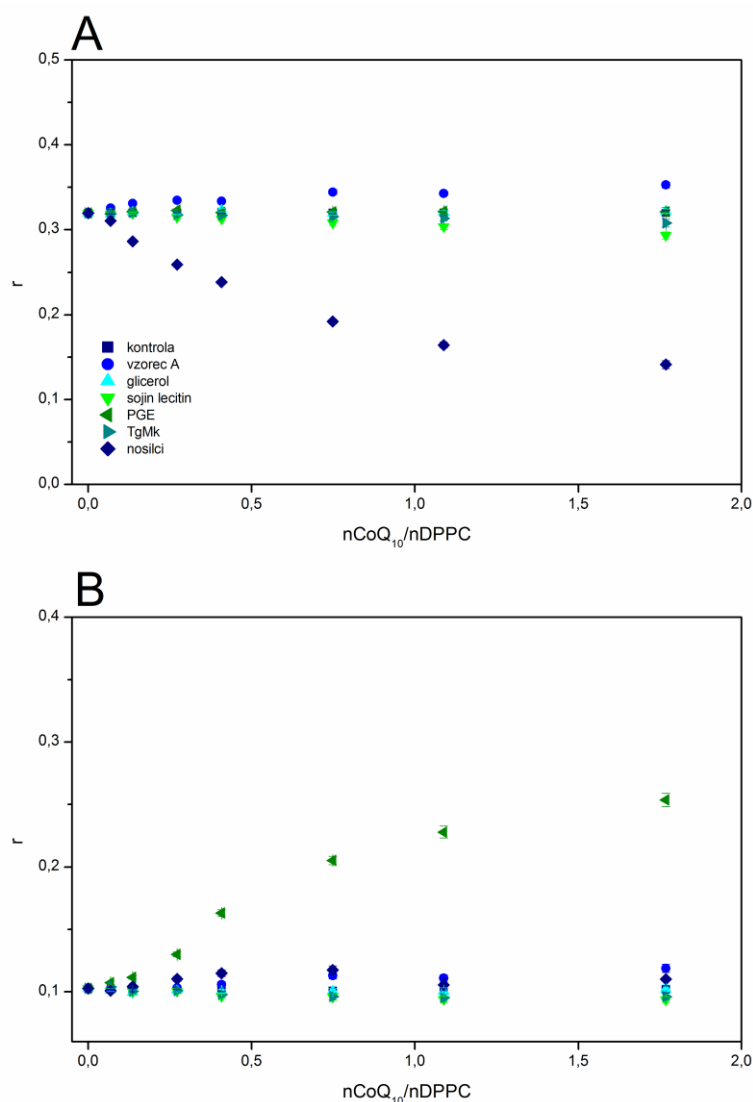 A
0,5
0,4
0,3
0,2
0,1
0,0
r
kontrola
vzorec A
glicerol
sojin lecitin
PGE
TgMk
nosilci
0,0 0,5 1,0 1,5 2,0
nCoQ₁₀/nDPPC
B
0,4
0,3
0,2
0,1
r
0,0 0,5 1,0 1,5 2,0
nCoQ₁₀/nDPPC